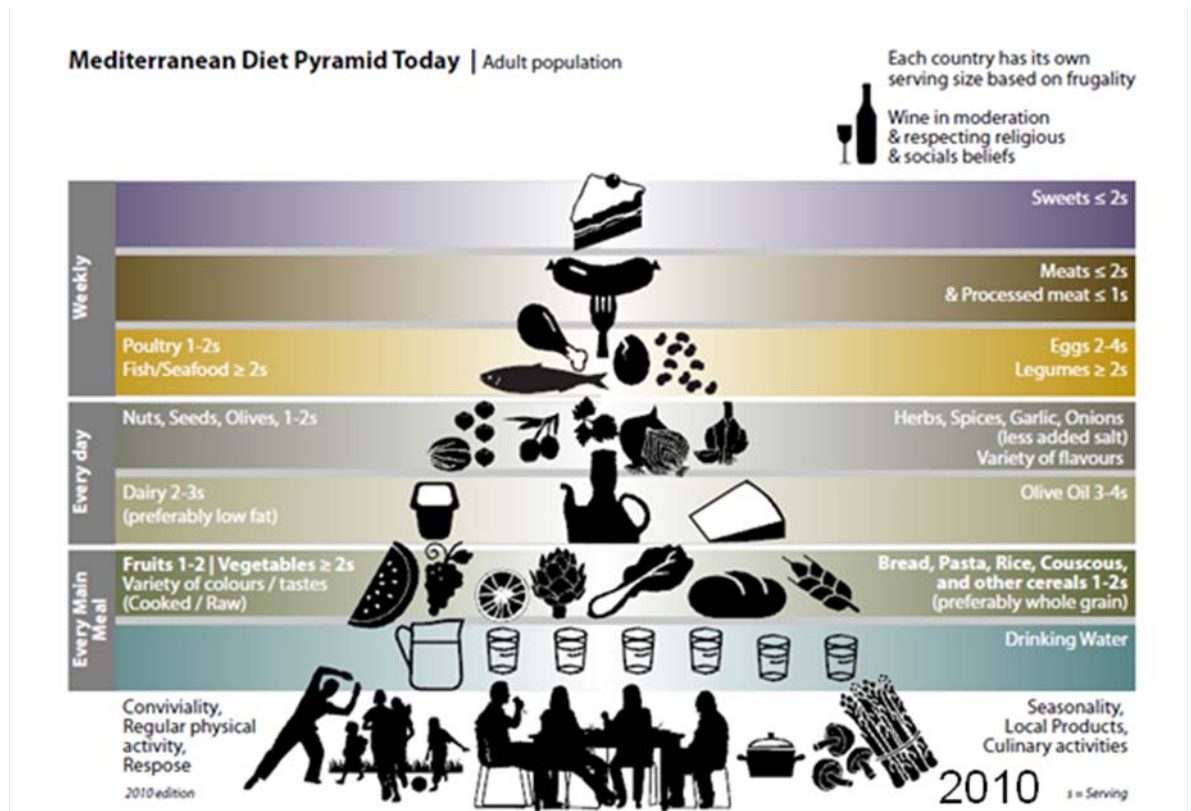 Mediterranean Diet Pyramid Today | Adult population
Each country has its own
serving size based on frugality
Wine in moderation
& respecting religious
& socials beliefs
Weekly
Sweets ≤ 2s
Meats ≤ 2s
& Processed meat ≤ 1s
Poultry 1-2s
Fish/Seafood ≥ 2s
Eggs 2-4s
Legumes ≥ 2s
Every day
Nuts, Seeds, Olives, 1-2s
Herbs, Spices, Garlic, Onions
(less added salt)
Variety of flavours
Dairy 2-3s
(preferably low fat)
Olive Oil 3-4s
Every Main
Meal
Fruits 1-2 | Vegetables ≥ 2s
Variety of colours / tastes
(Cooked / Raw)
Bread, Pasta, Rice, Couscous,
and other cereals 1-2s
(preferably whole grain)
Drinking Water
Conviviality,
Regular physical
activity,
Respose
Seasonality,
Local Products,
Culinary activities
2010 edition
2010
s = Serving